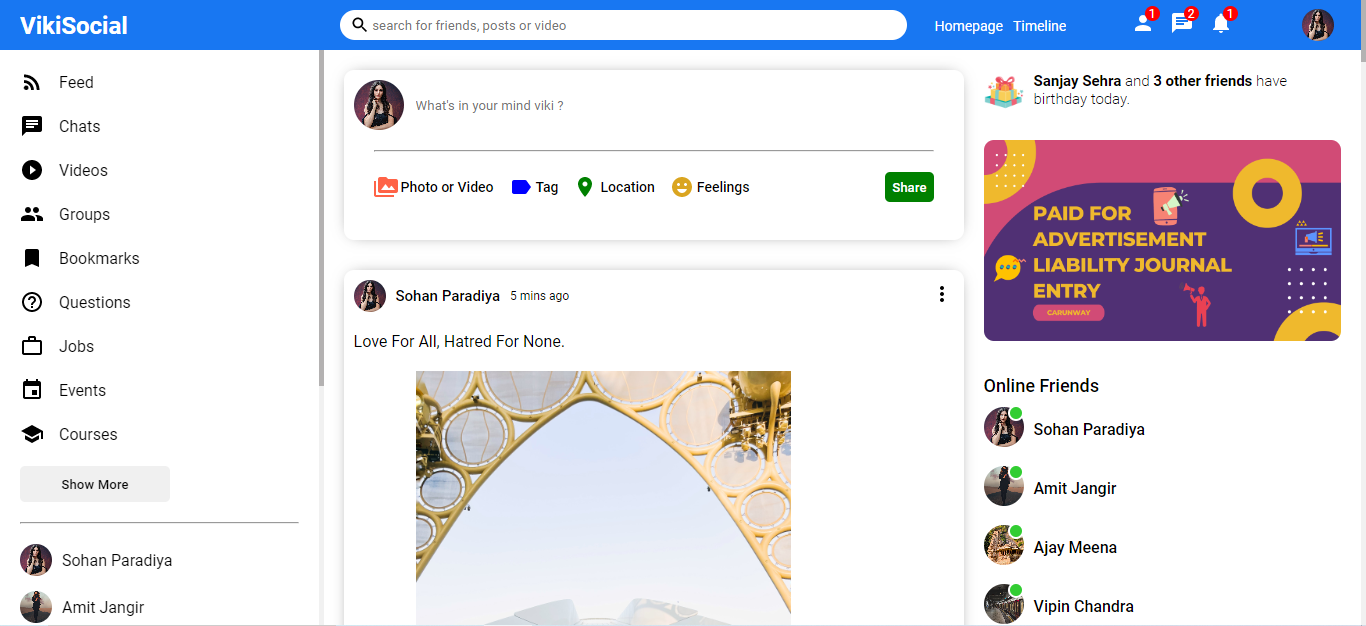 VikiSocial
search for friends, posts or video
Homepage Timeline
1
2
1
Feed
Chats
Videos
Groups
Bookmarks
Questions
Jobs
Events
Courses
Show More
Sohan Paradiya
Amit Jangir
What's in your mind viki ?
Photo or Video
Tag
Location
Feelings
Share
Sohan Paradiya 5 mins ago
Love For All, Hatred For None.
Sanjay Sehra and 3 other friends have
birthday today.
PAID FOR
ADVERTISEMENT
LIABILITY JOURNAL
ENTRY
CARUNWAY
Online Friends
Sohan Paradiya
Amit Jangir
Ajay Meena
Vipin Chandra